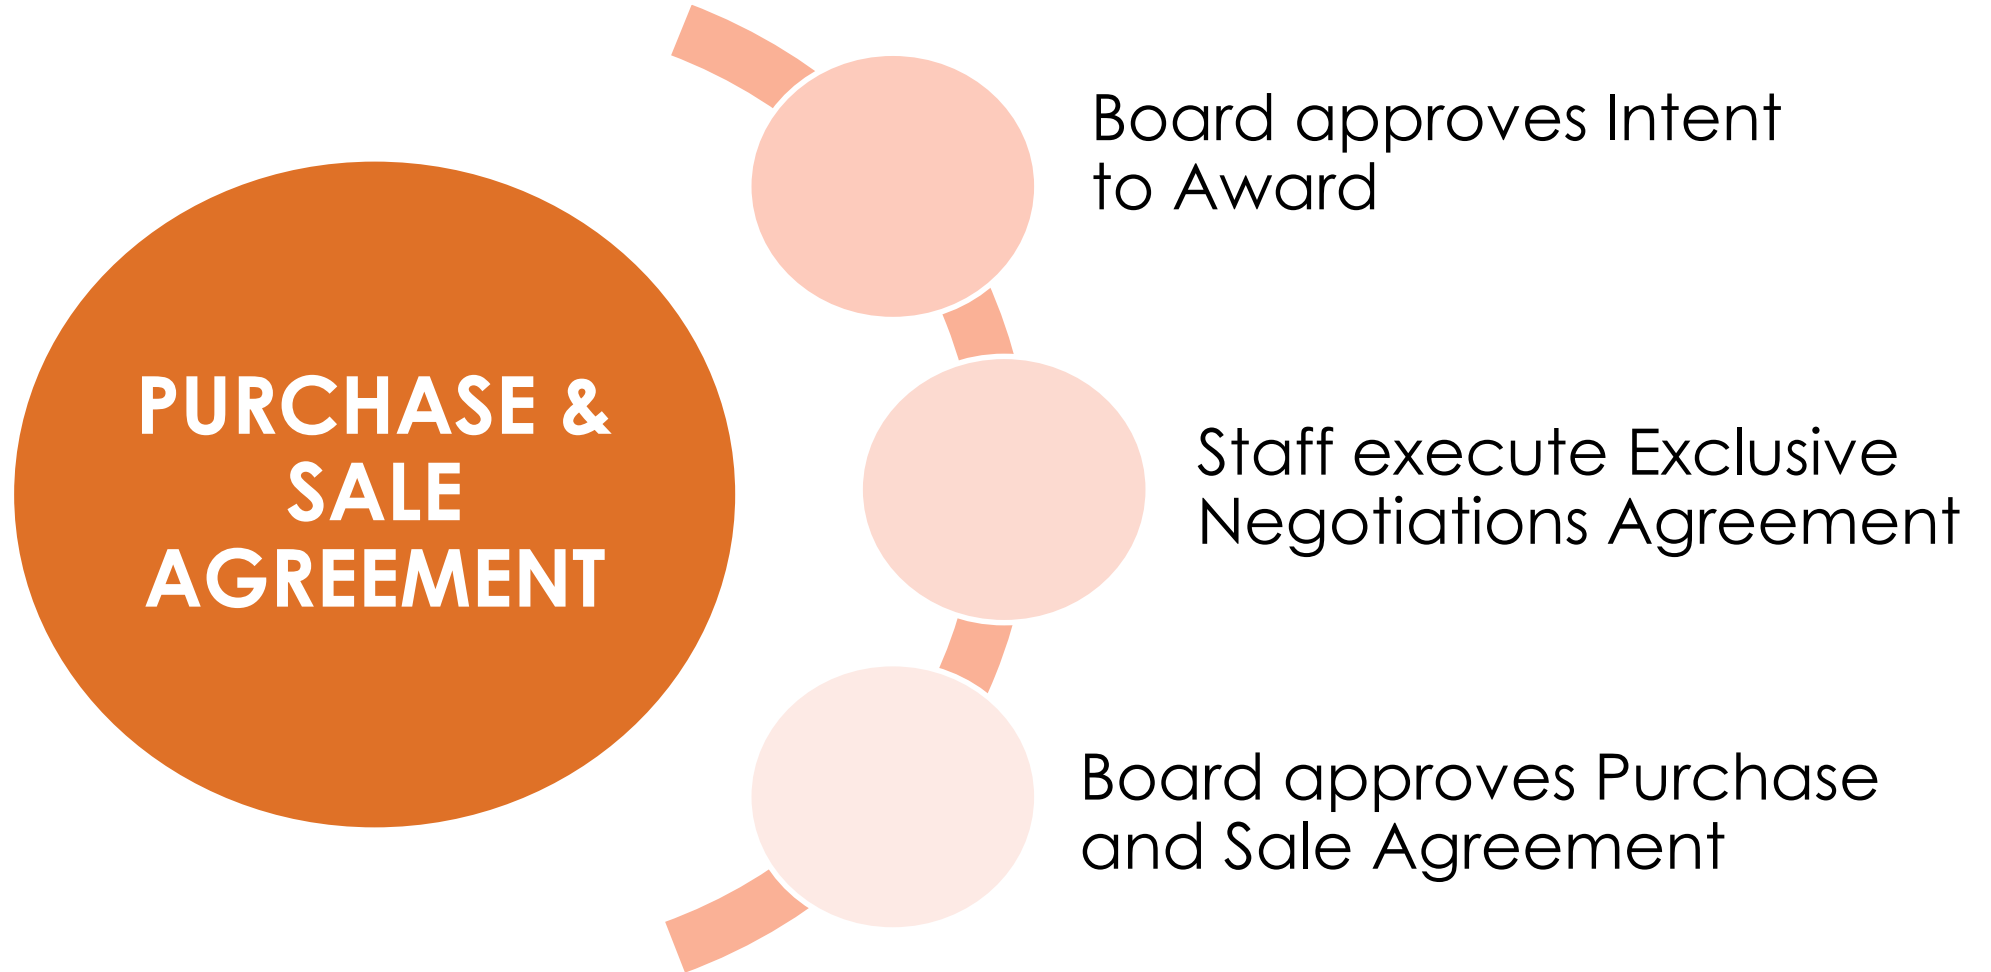 PURCHASE &
SALE
AGREEMENT
Board approves Intent
to Award
Staff execute Exclusive
Negotiations Agreement
Board approves Purchase
and Sale Agreement